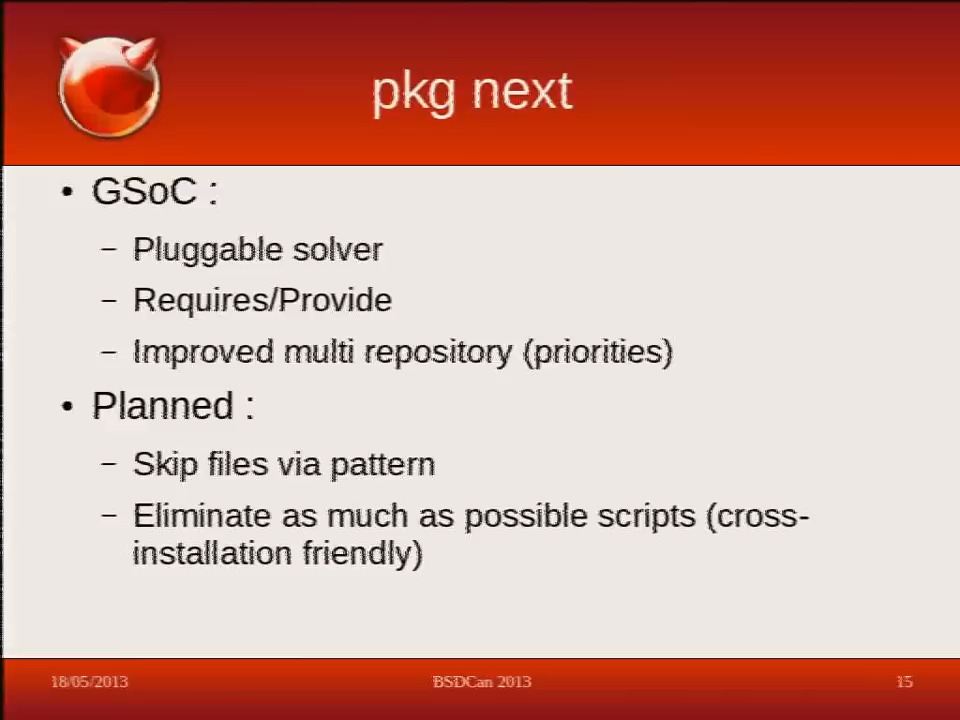 pkg next
• GSoC :
– Pluggable solver
– Requires/Provide
– Improved multi repository (priorities)
• Planned :
– Skip files via pattern
– Eliminate as much as possible scripts (cross-
installation friendly)
18/05/2013 BSDCan 2013 15